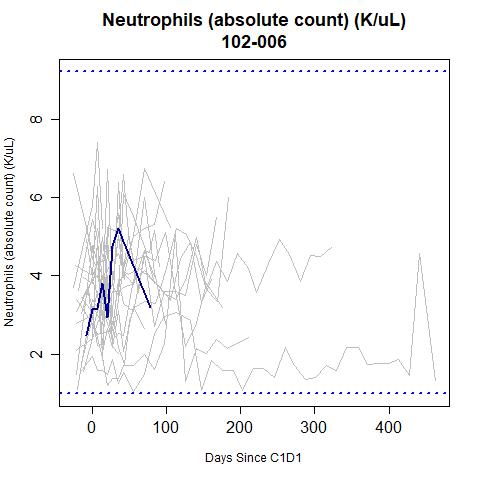 Neutrophils (absolute count) (K/uL)
102-006
Neutrophils (absolute count) (K/uL)
8
6
4
2
0 100 200 300 400
Days Since C1D1